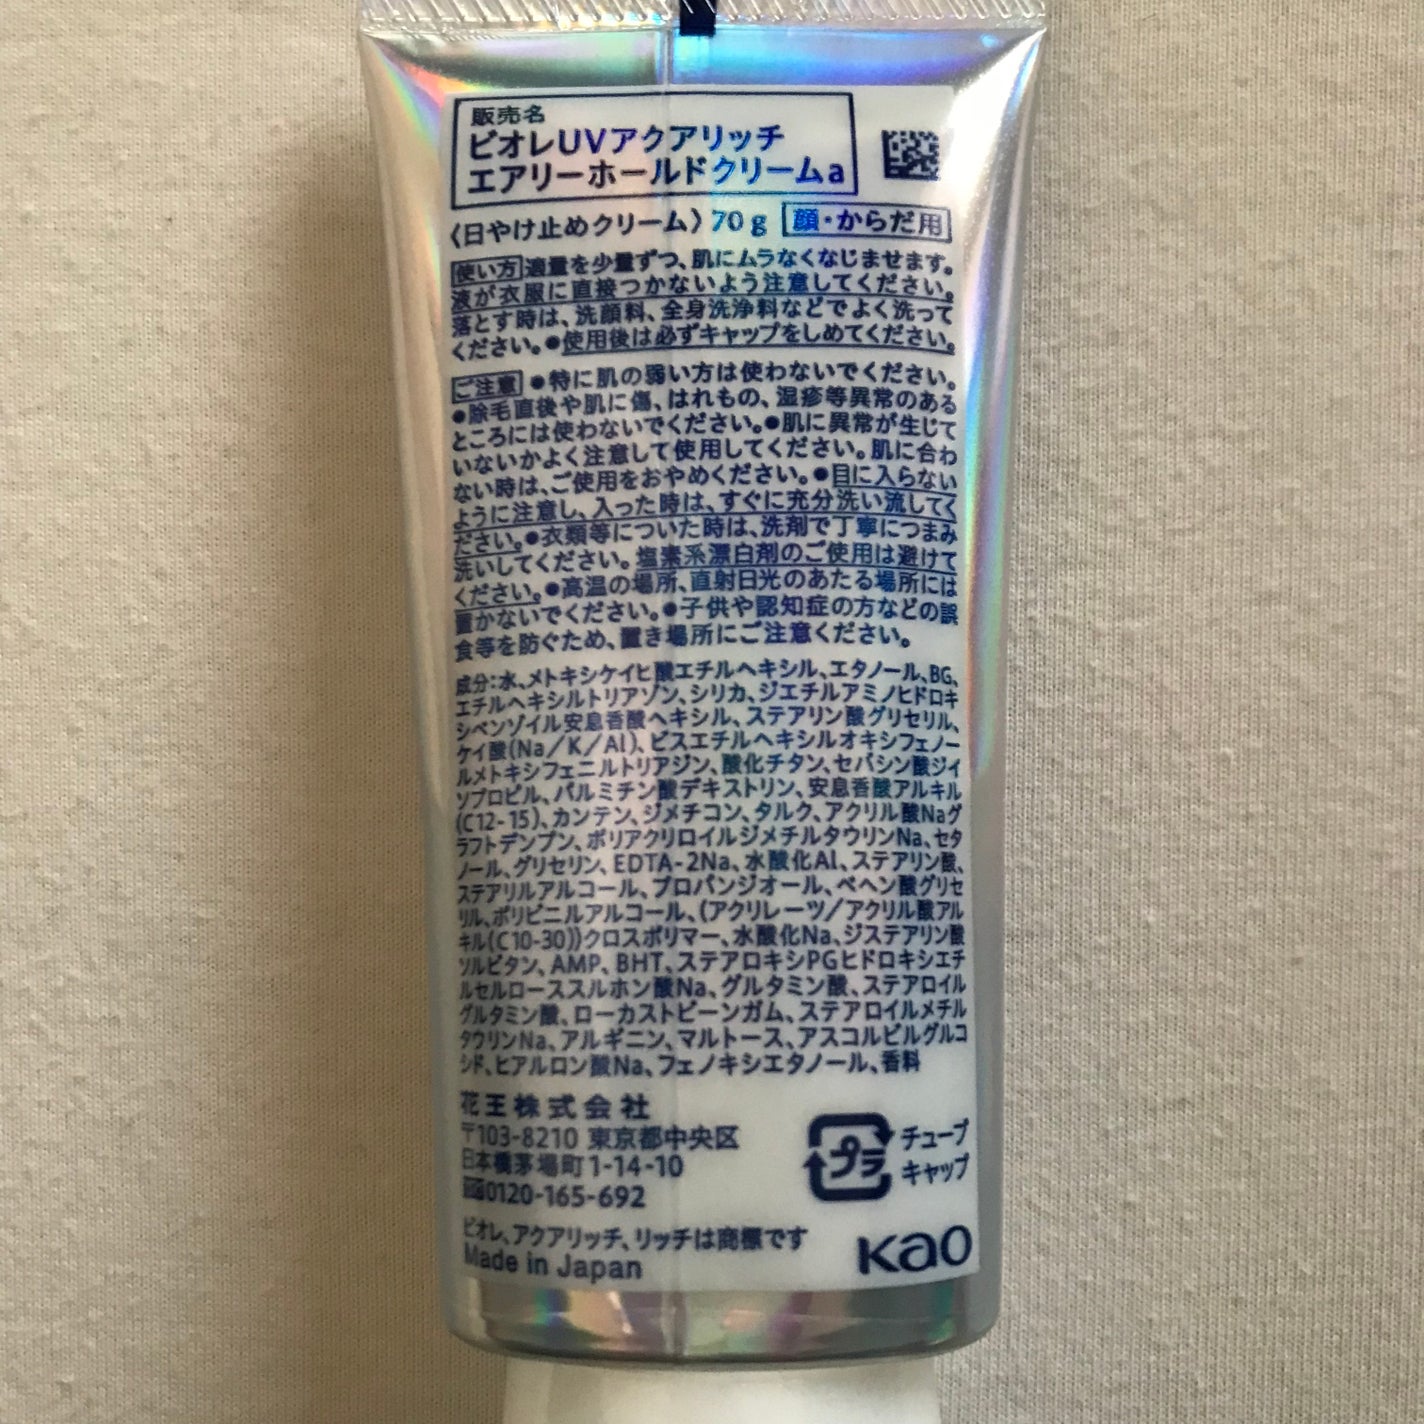 販売名
ビオレUVアクアリッチ
エアリーホールドクリームa
〈日やけ止めクリーム〉70g 顔・からだ用
使い方 適量を少量ずつ、肌にムラなくなじませます。
液が衣服に直接つかないよう注意してください。
落とす時は、洗顔料、全身洗浄料などでよく洗って
ください。●使用後は必ずキャップをしめてください。
ご注意 ●特に肌の弱い方は使わないでください。
●除毛直後や肌に傷、はれもの、湿疹等異常のある
ところには使わないでください。●肌に異常が生じて
いないかよく注意して使用してください。肌に合わ
ない時は、ご使用をおやめください。●目に入らない
ように注意し、入った時は、すぐに充分洗い流してく
ださい。●衣類等についた時は、洗剤で丁寧につまみ
洗いしてください。塩素系漂白剤のご使用は避けて
ください。●高温の場所、直射日光のあたる場所には
置かないでください。●子供や認知症の方などの誤
食等を防ぐため、置き場所にご注意ください。
成分:水、メトキシケイヒ酸エチルヘキシル、エタノール、BG、
エチルヘキシルトリアゾン、シリカ、ジエチルアミノヒドロキ
シベンゾイル安息香酸ヘキシル、ステアリン酸グリセリル、
ケイ酸(Na/K/Al)、ビスエチルヘキシルオキシフェノー
ルメトキシフェニルトリアジン、酸化チタン、セバシン酸ジイ
ソプロピル、パルミチン酸デキストリン、安息香酸アルキル
(C12-15)、カンテン、ジメチコン、タルク、アクリル酸Naグ
ラフトデンプン、ポリアクリロイルジメチルタウリンNa、セタ
ノール、グリセリン、EDTA-2Na、水酸化Al、ステアリン酸、
ステアリルアルコール、プロパンジオール、ベヘン酸グリセ
リル、ポリビニルアルコール、(アクリレーツ/アクリル酸アル
キル(C10-30))クロスポリマー、水酸化Na、ジステアリン酸
ソルビタン、AMP、BHT、ステアロキシPGヒドロキシエチ
ルセルローススルホン酸Na、グルタミン酸、ステアロイル
グルタミン酸、ローカストビーンガム、ステアロイルメチル
タウリンNa、アルギニン、マルトース、アスコルビルグルコ
シド、ヒアルロン酸Na、フェノキシエタノール、香料
花王株式会社
〒103-8210 東京都中央区
日本橋茅場町1-14-10
0120-165-692
プラ チューブ
キャップ
ビオレ、アクアリッチ、リッチは商標です
Made in Japan
Kao